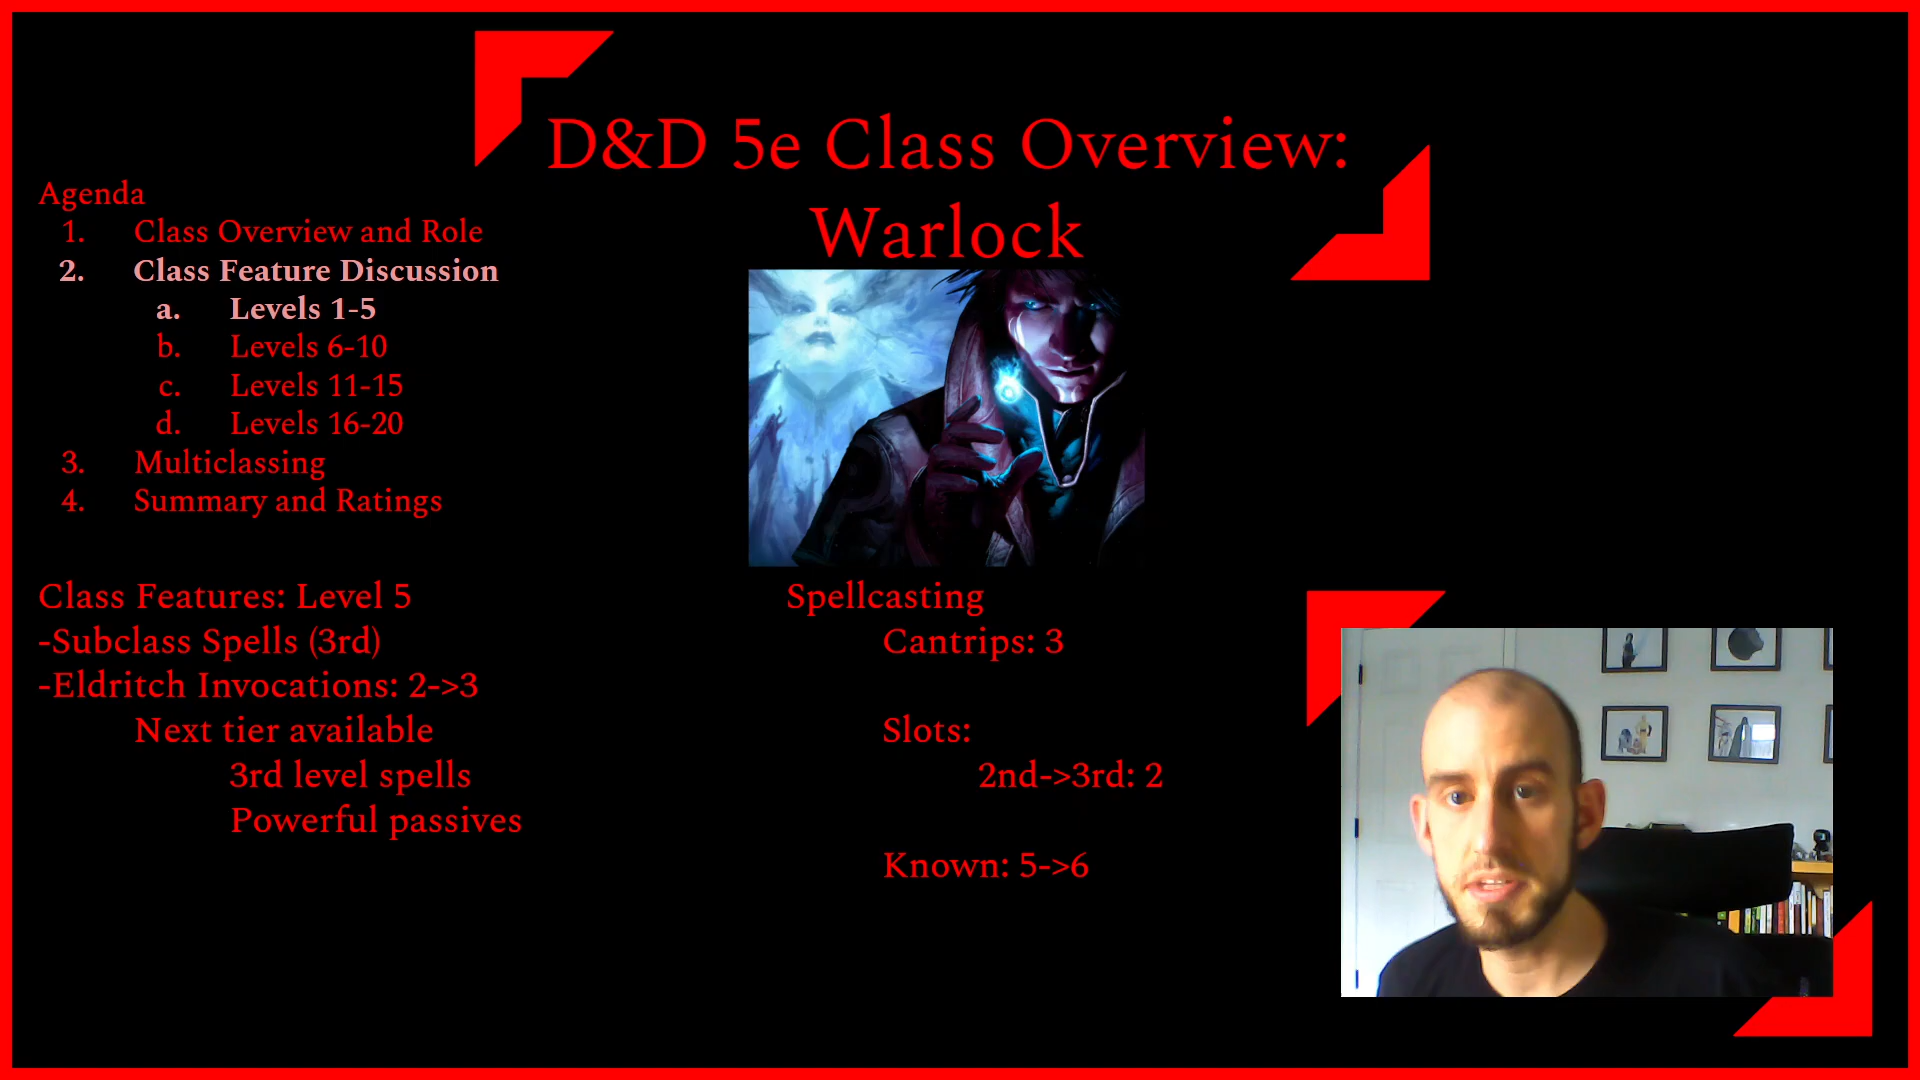 D&D 5e Class Overview:
Warlock
Agenda
1. Class Overview and Role
2. Class Feature Discussion
a. Levels 1-5
b. Levels 6-10
c. Levels 11-15
d. Levels 16-20
3. Multiclassing
4. Summary and Ratings
Class Features: Level 5
-Subclass Spells (3rd)
-Eldritch Invocations: 2->3
Next tier available
3rd level spells
Powerful passives
Spellcasting
Cantrips: 3
Slots:
2nd->3rd: 2
Known: 5->6